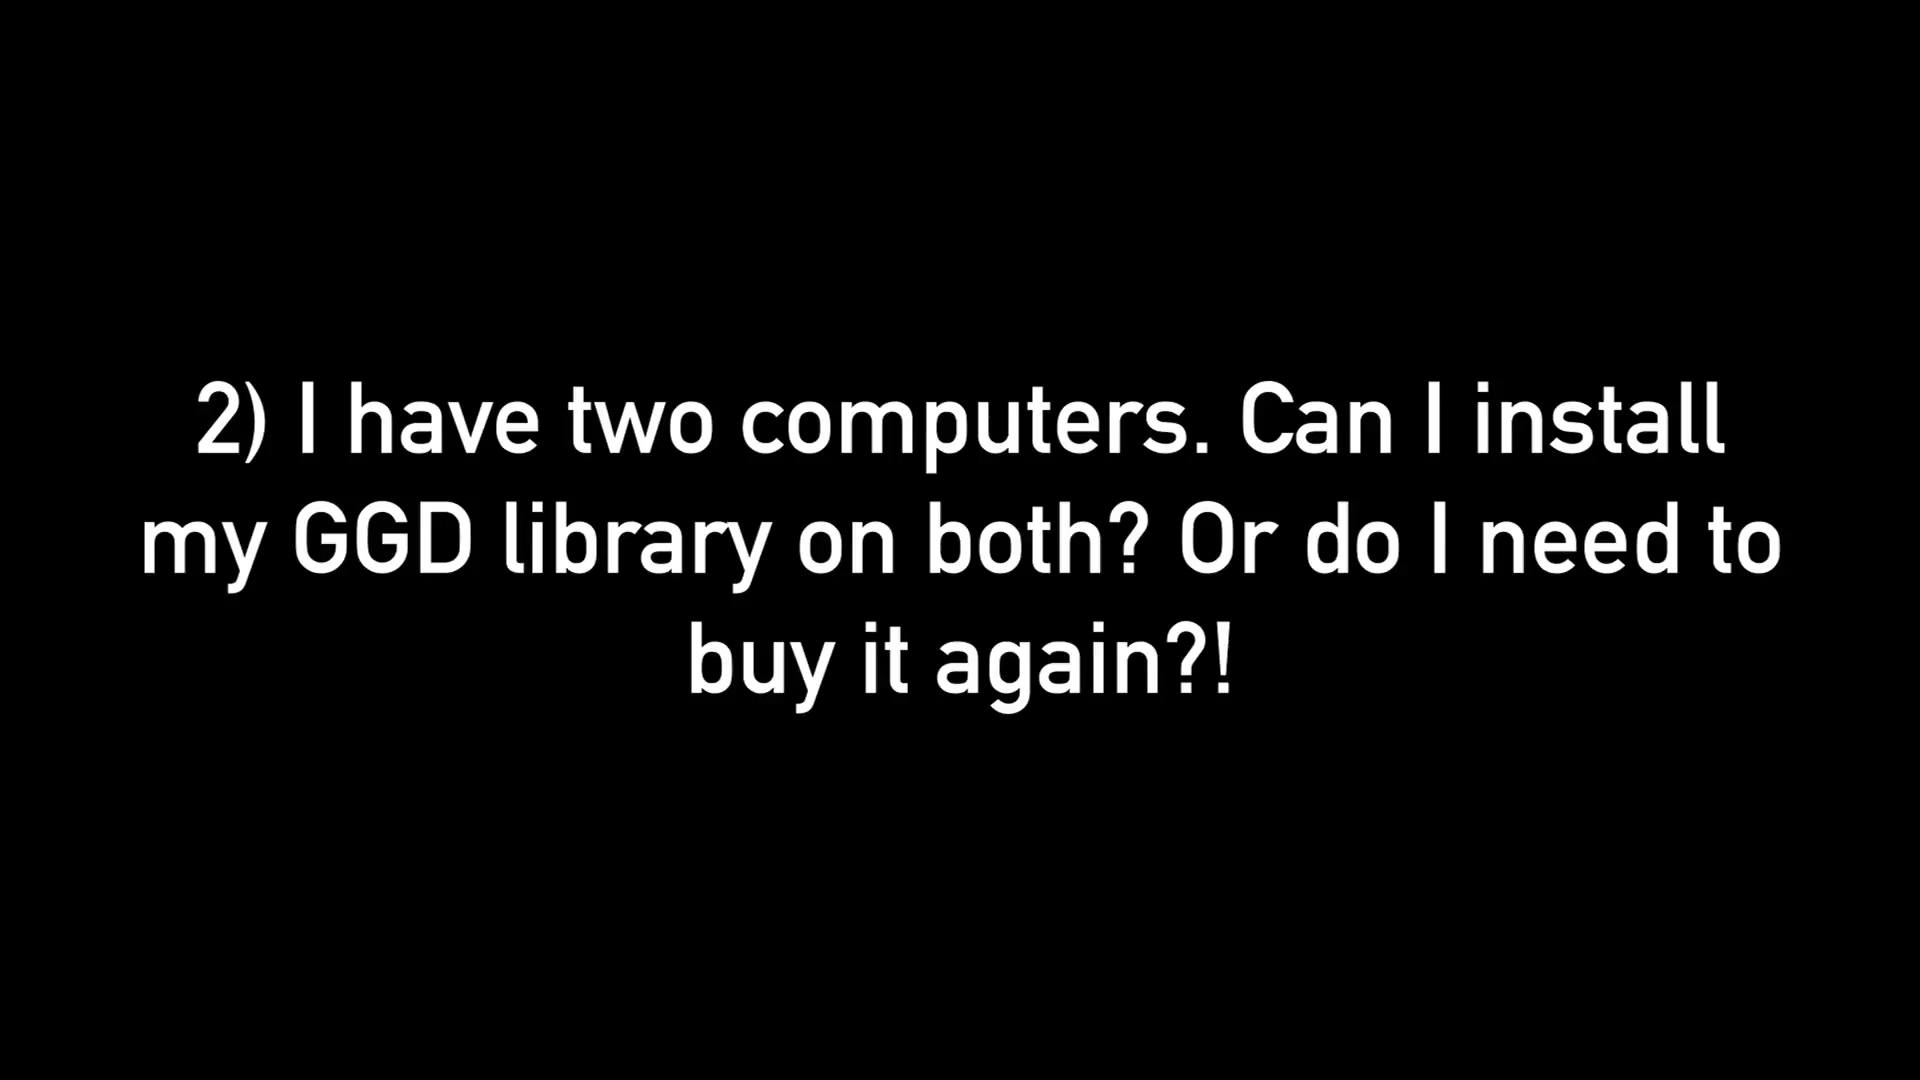 2) I have two computers. Can I install
my GGD library on both? Or do I need to
buy it again?!